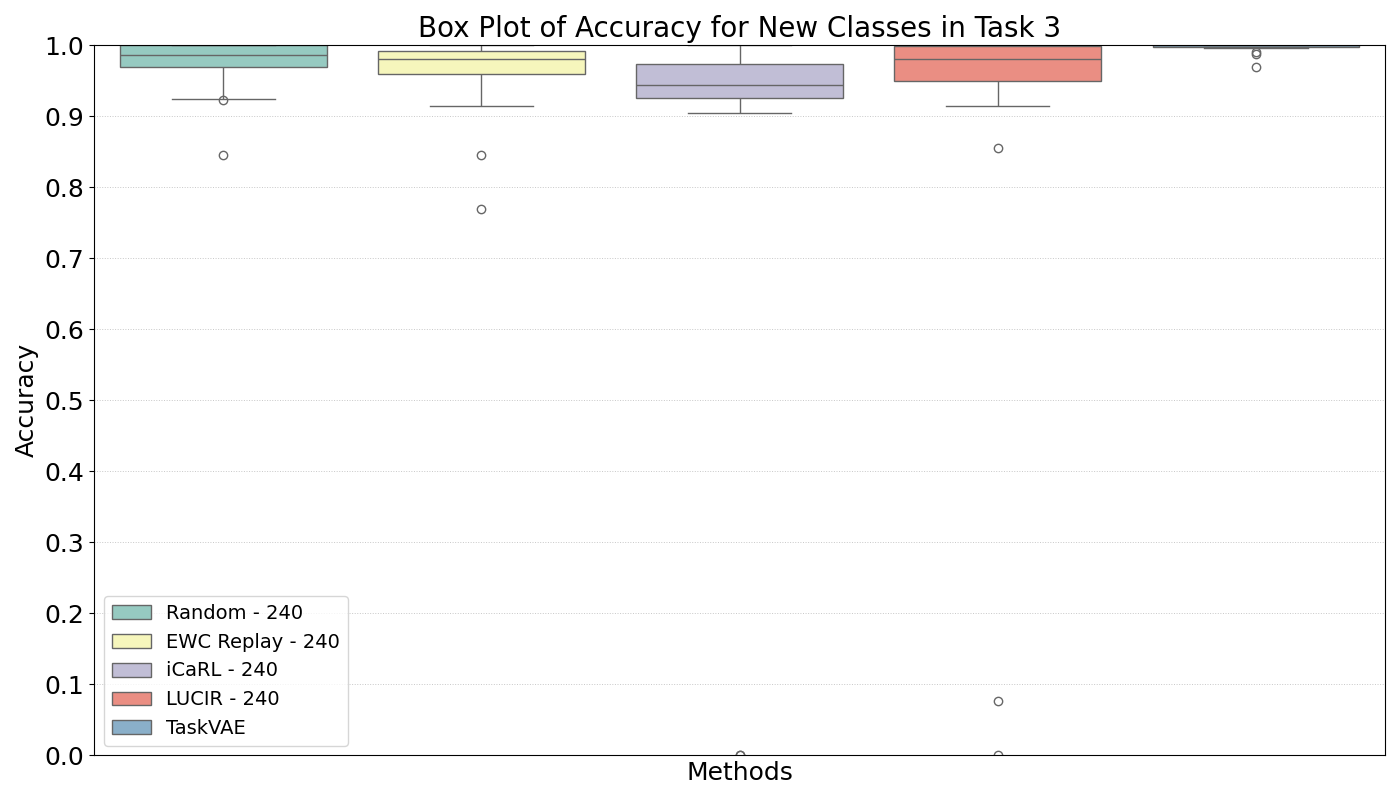 Box Plot of Accuracy for New Classes in Task 3
1.0
0.9
0.8
0.7
0.6
0.5
0.4
0.3
0.2
0.1
0.0
Accuracy
Random - 240
EWC Replay - 240
iCaRL - 240
LUCIR - 240
TaskVAE
Methods